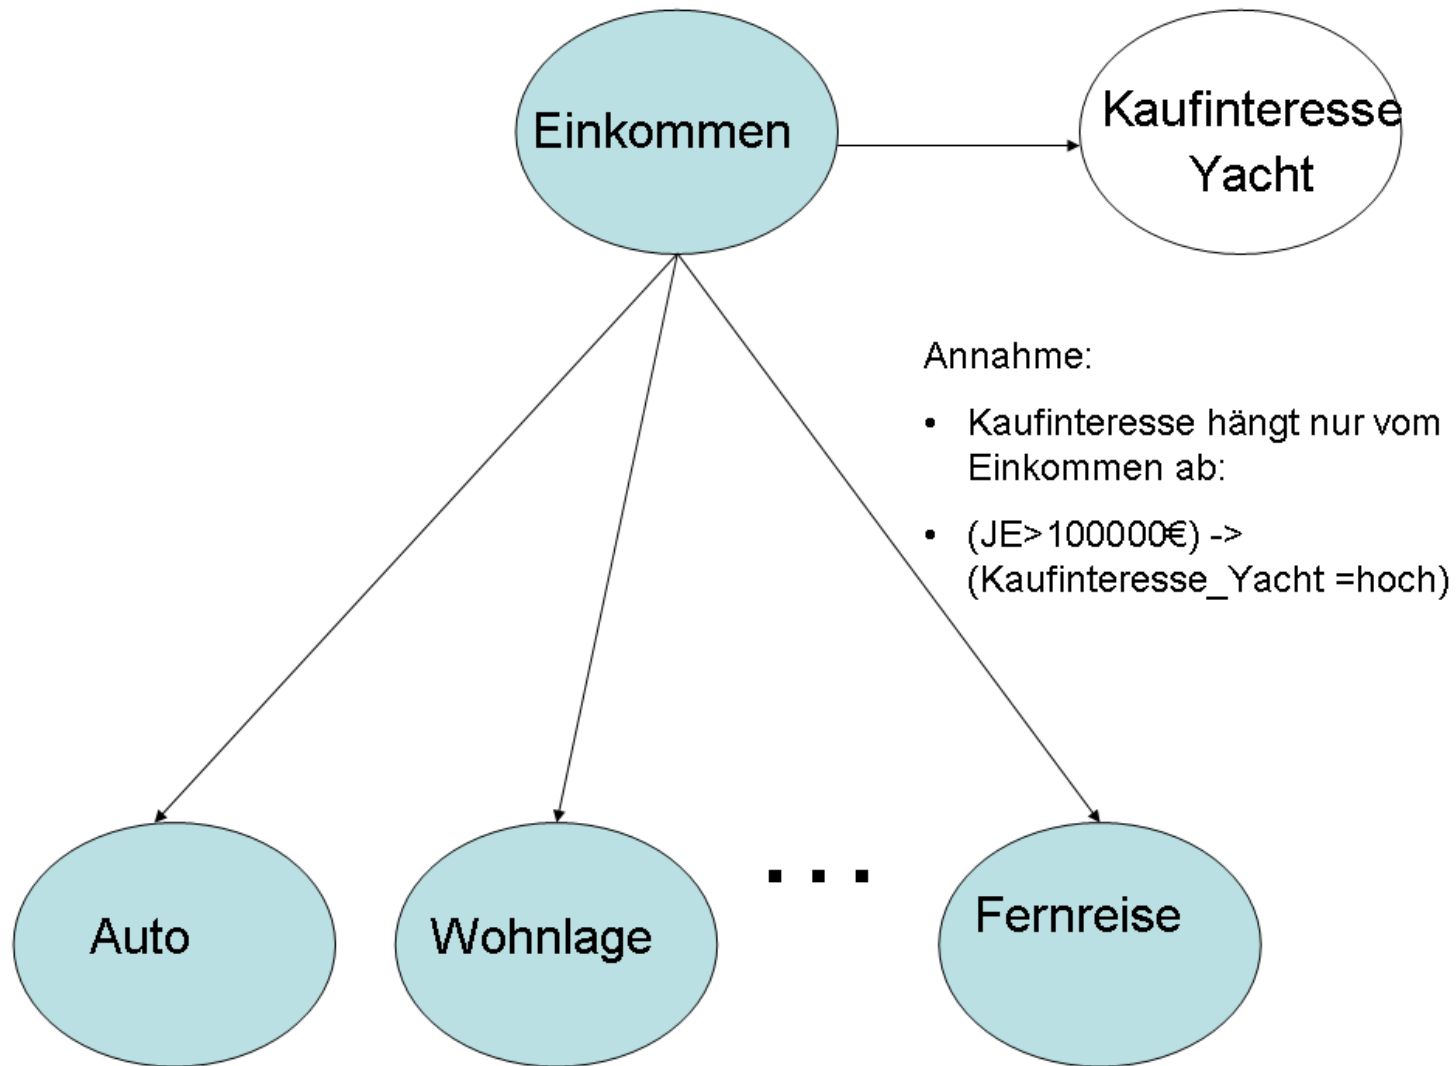 Einkommen
Kaufinteresse
Yacht
Annahme:
• Kaufinteresse hängt nur vom
Einkommen ab:
• (JE>100000€) ->
(Kaufinteresse_Yacht =hoch)
Auto
Wohnlage
. . .
Fernreise